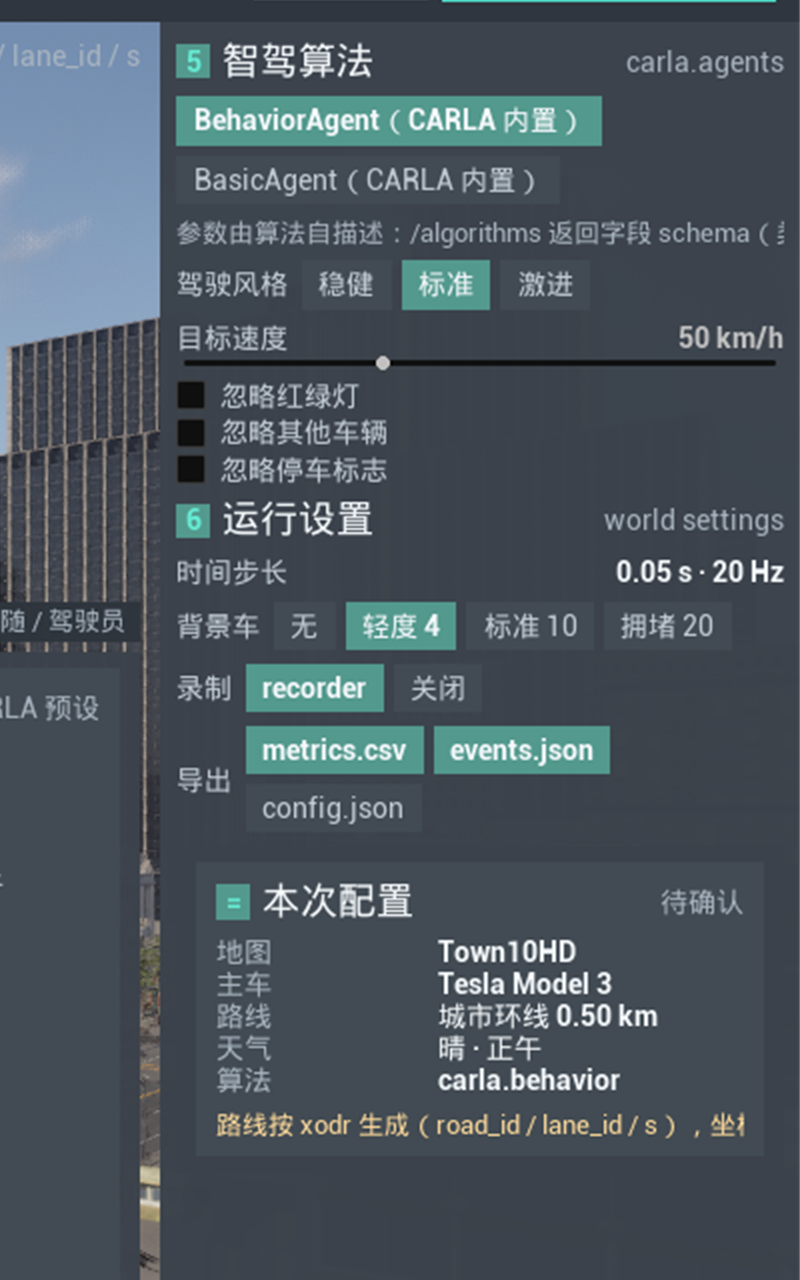 / lane_id / s
5 智驾算法 carla.agents
BehaviorAgent（CARLA 内置）
BasicAgent（CARLA 内置）
参数由算法自描述：/algorithms 返回字段 schema（
驾驶风格 稳健 标准 激进
目标速度 50 km/h
忽略红绿灯
忽略其他车辆
忽略停车标志
6 运行设置 world settings
时间步长 0.05 s · 20 Hz
随 / 驾驶员
背景车 无 轻度 4 标准 10 拥堵 20
录制 recorder 关闭
RLA 预设
导出 metrics.csv events.json
config.json
= 本次配置 待确认
地图 Town10HD
主车 Tesla Model 3
路线 城市环线 0.50 km
天气 晴 · 正午
算法 carla.behavior
路线按 xodr 生成（road_id / lane_id / s），坐